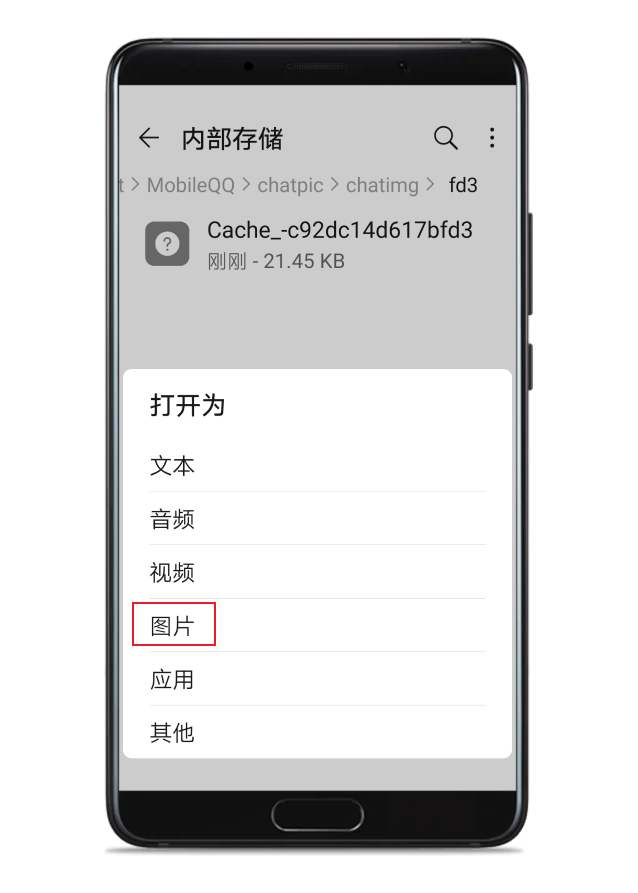 内部存储
t > MobileQQ > chatpic > chatimg > fd3
Cache_-c92dc14d617bfd3
刚刚 - 21.45 KB
打开为
文本
音频
视频
图片
应用
其他